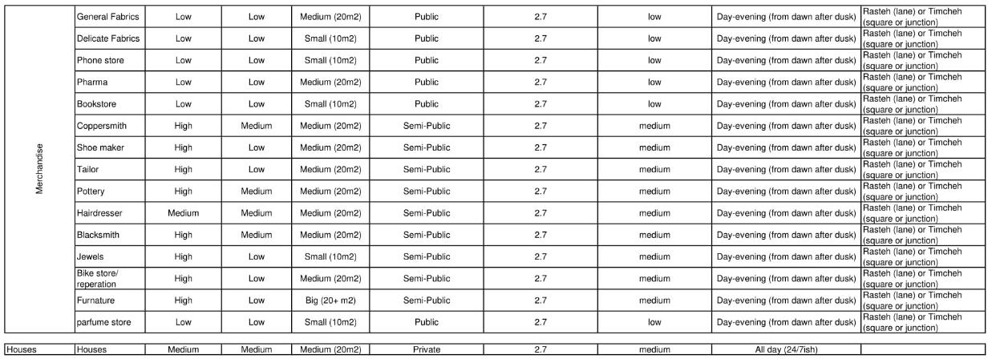 General Fabrics Low Low Medium (20m2) Public 2.7 low Day-evening (from dawn after dusk) Rasteh (lane) or Timcheh
(square or junction)
Delicate Fabrics Low Low Small (10m2) Public 2.7 low Day-evening (from dawn after dusk) Rasteh (lane) or Timcheh
(square or junction)
Phone store Low Low Small (10m2) Public 2.7 low Day-evening (from dawn after dusk) Rasteh (lane) or Timcheh
(square or junction)
Pharma Low Low Medium (20m2) Public 2.7 low Day-evening (from dawn after dusk) Rasteh (lane) or Timcheh
(square or junction)
Bookstore Low Low Small (10m2) Public 2.7 low Day-evening (from dawn after dusk) Rasteh (lane) or Timcheh
(square or junction)
Coppersmith High Medium Medium (20m2) Semi-Public 2.7 medium Day-evening (from dawn after dusk) Rasteh (lane) or Timcheh
(square or junction)
Shoe maker High Low Medium (20m2) Semi-Public 2.7 medium Day-evening (from dawn after dusk) Rasteh (lane) or Timcheh
(square or junction)
Merchandise
Tailor High Low Medium (20m2) Semi-Public 2.7 medium Day-evening (from dawn after dusk) Rasteh (lane) or Timcheh
(square or junction)
Pottery High Medium Medium (20m2) Semi-Public 2.7 medium Day-evening (from dawn after dusk) Rasteh (lane) or Timcheh
(square or junction)
Hairdresser Medium Medium Medium (20m2) Semi-Public 2.7 medium Day-evening (from dawn after dusk) Rasteh (lane) or Timcheh
(square or junction)
Blacksmith High Medium Medium (20m2) Semi-Public 2.7 medium Day-evening (from dawn after dusk) Rasteh (lane) or Timcheh
(square or junction)
Jewels High Low Small (10m2) Semi-Public 2.7 medium Day-evening (from dawn after dusk) Rasteh (lane) or Timcheh
(square or junction)
Bike store/
reperation High Low Medium (20m2) Semi-Public 2.7 medium Day-evening (from dawn after dusk) Rasteh (lane) or Timcheh
(square or junction)
Furnature High Low Big (20+ m2) Semi-Public 2.7 medium Day-evening (from dawn after dusk) Rasteh (lane) or Timcheh
(square or junction)
parfume store Low Low Small (10m2) Public 2.7 low Day-evening (from dawn after dusk) Rasteh (lane) or Timcheh
(square or junction)
Houses Houses Medium Medium Medium (20m2) Private 2.7 medium All day (24/7ish)